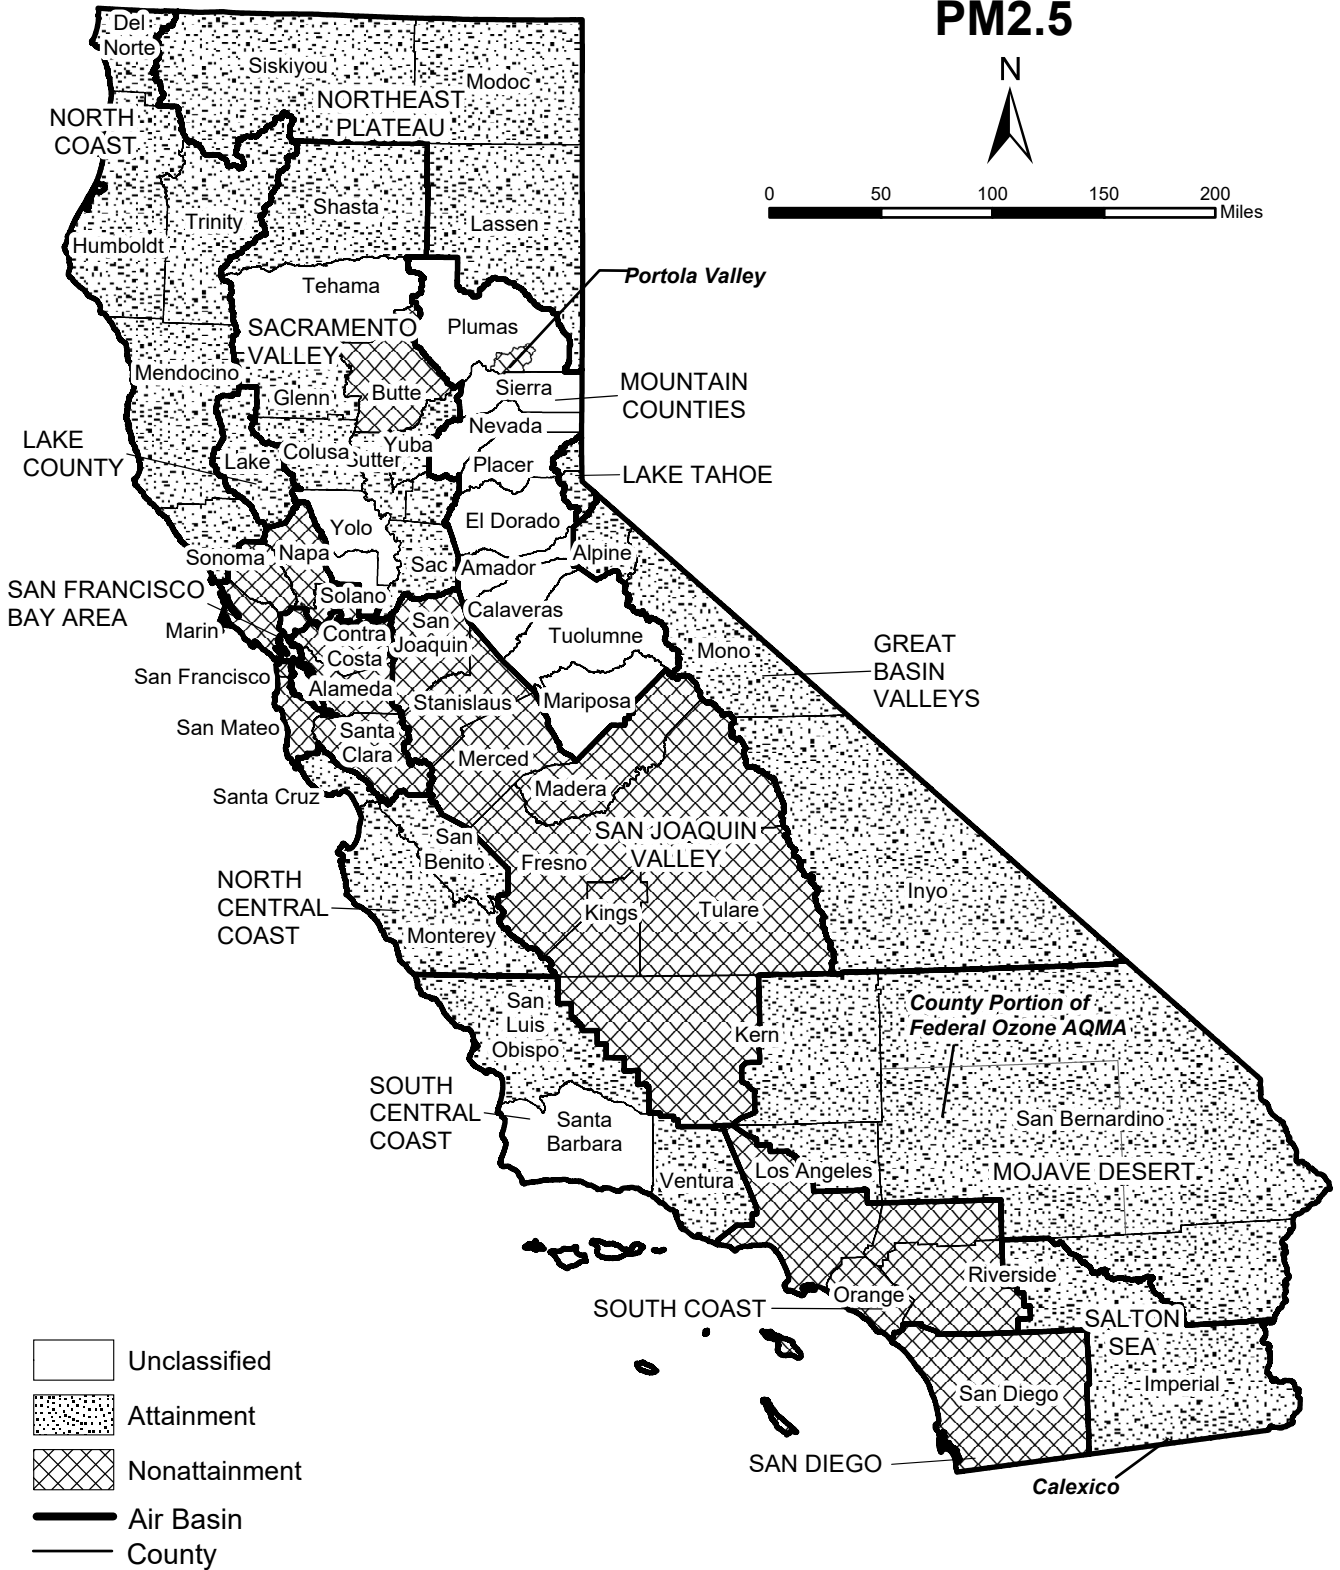 PM2.5
N
0 50 100 150 200
Miles
Del
Norte
Siskiyou
Modoc
NORTHEAST
PLATEAU
NORTH
COAST
Shasta
Trinity
Lassen
Humboldt
Portola Valley
Tehama
Plumas
SACRAMENTO
VALLEY
Mendocino
Sierra
MOUNTAIN
COUNTIES
Glenn
Butte
Nevada
LAKE
COUNTY
Lake
Colusa
Yuba
Sutter
Placer
LAKE TAHOE
Yolo
El Dorado
Sonoma
Napa
Sac
Amador
Alpine
SAN FRANCISCO
BAY AREA
Solano
Calaveras
Marin
Contra
Costa
San
Joaquin
Tuolumne
Mono
GREAT
BASIN
VALLEYS
San Francisco
Alameda
Stanislaus
Mariposa
San Mateo
Santa
Clara
Merced
Madera
Santa Cruz
San
Benito
SAN JOAQUIN
VALLEY
Fresno
NORTH
CENTRAL
COAST
Kings
Tulare
Inyo
Monterey
San
Luis
Obispo
Kern
County Portion of
Federal Ozone AQMA
SOUTH
CENTRAL
COAST
Santa
Barbara
San Bernardino
Ventura
Los Angeles
MOJAVE DESERT
Riverside
Orange
SOUTH COAST
SALTON
SEA
San Diego
Imperial
SAN DIEGO
Calexico
Unclassified
Attainment
Nonattainment
Air Basin
County